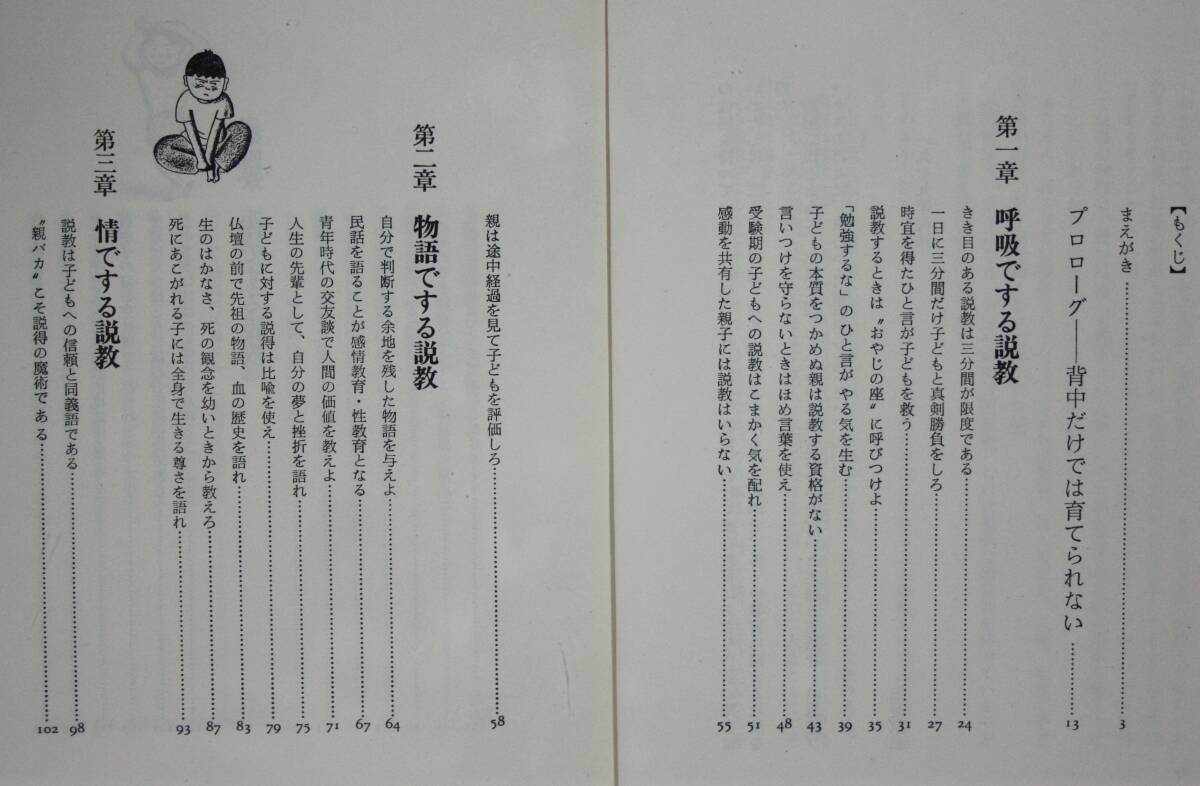 【もくじ】
まえがき……………3
プロローグ――背中だけでは育てられない……………13
第一章 呼吸でする説教
きき目のある説教は三分間が限度である……………24
一日に三分間だけ子どもと真剣勝負をしろ……………27
時宜を得たひと言が子どもを救う……………31
説教するときは〝おやじの座〟に呼びつけよ……………35
「勉強するな」のひと言がやる気を生む……………39
子どもの本質をつかめぬ親は説教する資格がない……………43
言いつけを守らないときはほめ言葉を使え……………48
受験期の子どもへの説教はこまかく気を配れ……………51
感動を共有した親子には説教はいらない……………55
親は途中経過を見て子どもを評価しろ……………58
第二章 物語でする説教
自分で判断する余地を残した物語を与えよ……………64
民話を語ることが感情教育・性教育となる……………67
青年時代の交友談で人間の価値を教えよ……………71
人生の先輩として、自分の夢と挫折を語れ……………75
子どもに対する説得は比喩を使え……………79
仏壇の前で先祖の物語、血の歴史を語れ……………83
生のはかなさ、死の観念を幼いときから教えろ……………87
死にあこがれる子には全身で生きる尊さを語れ……………93
第三章 情でする説教
説教は子どもへの信頼と同義語である……………98
〝親バカ〟こそ説得の魔術である……………102